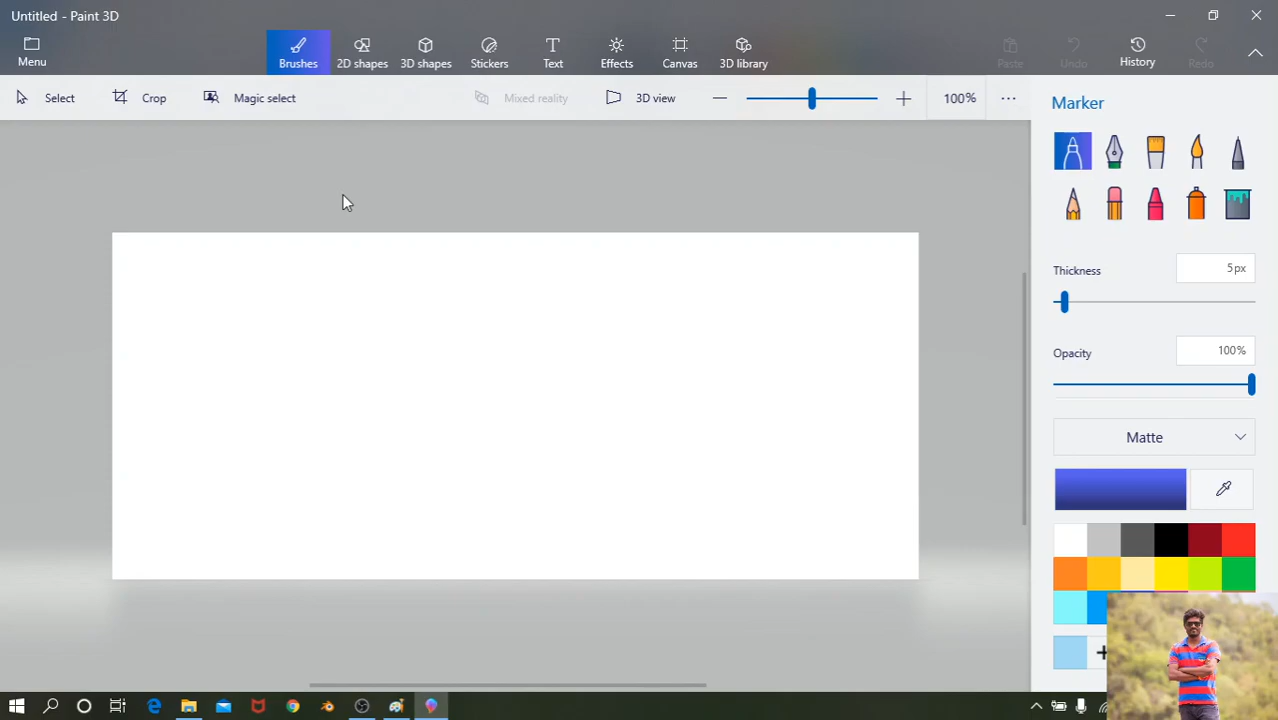 Untitled - Paint 3D
Menu
Brushes
2D shapes
3D shapes
Stickers
Text
Effects
Canvas
3D library
Paste
Undo
History
Redo
Select
Crop
Magic select
Mixed reality
3D view
100%
Marker
Thickness
5px
Opacity
100%
Matte